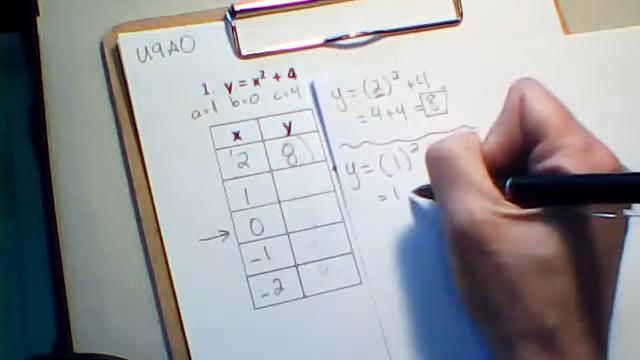 U9A0
1. y = x² + 4
a=1 b=0 c=4
x y
2 8
1
0
-1
-2
y = (2)² + 4
= 4+4 = 8
y = (1)²
= 1